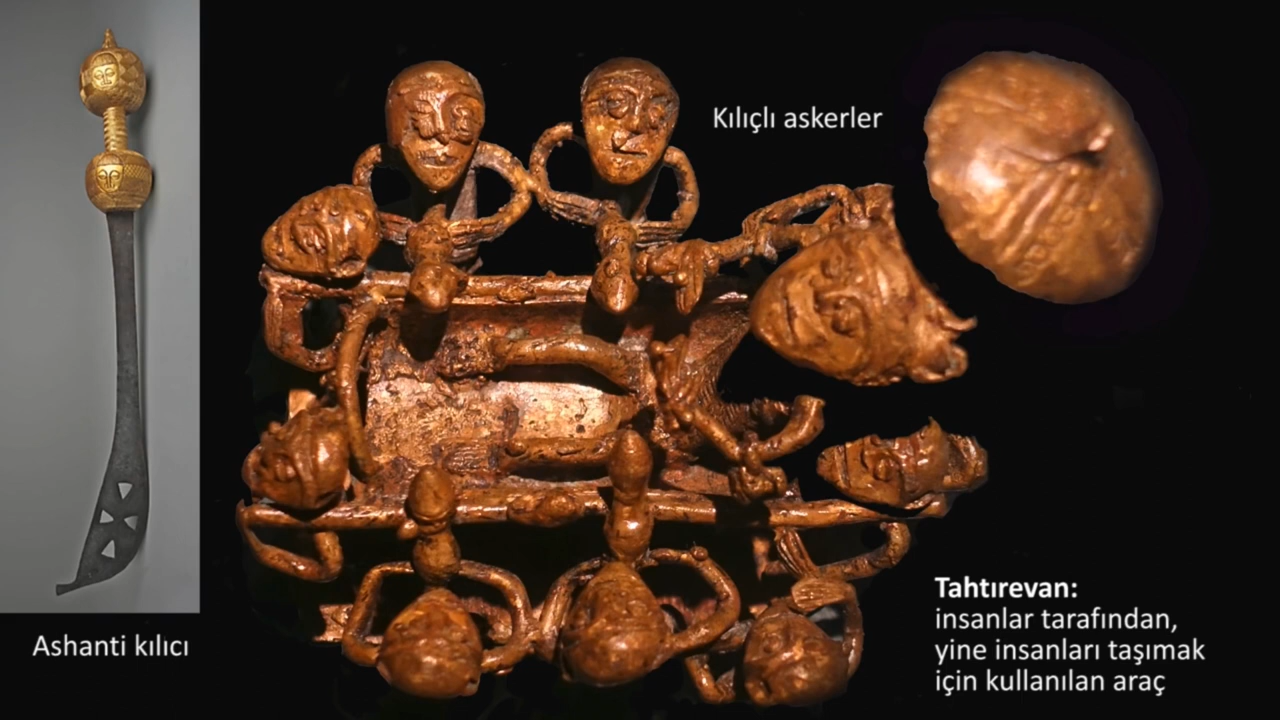 Kılıçlı askerler
Ashanti kılıcı
Tahtırevan:
insanlar tarafından,
yine insanları taşımak
için kullanılan araç